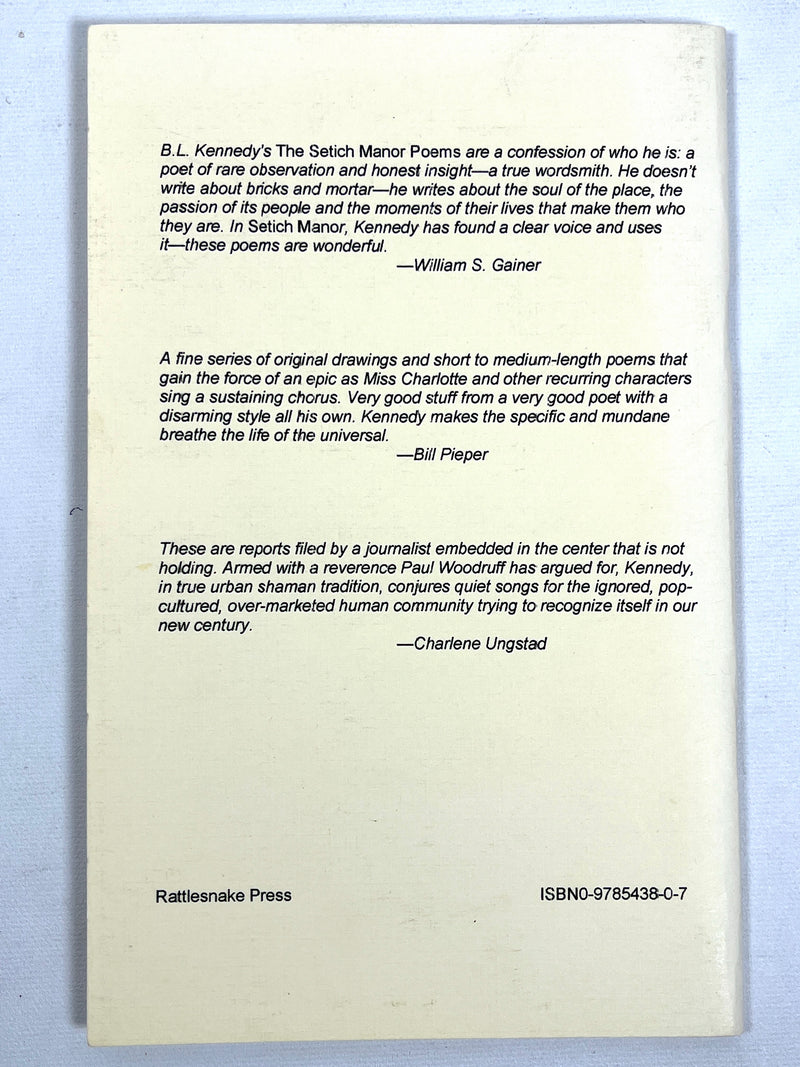 B.L. Kennedy's The Setich Manor Poems are a confession of who he is: a
poet of rare observation and honest insight—a true wordsmith. He doesn't
write about bricks and mortar—he writes about the soul of the place, the
passion of its people and the moments of their lives that make them who
they are. In Setich Manor, Kennedy has found a clear voice and uses
it—these poems are wonderful.
—William S. Gainer
A fine series of original drawings and short to medium-length poems that
gain the force of an epic as Miss Charlotte and other recurring characters
sing a sustaining chorus. Very good stuff from a very good poet with a
disarming style all his own. Kennedy makes the specific and mundane
breathe the life of the universal.
—Bill Pieper
These are reports filed by a journalist embedded in the center that is not
holding. Armed with a reverence Paul Woodruff has argued for, Kennedy,
in true urban shaman tradition, conjures quiet songs for the ignored, pop-
cultured, over-marketed human community trying to recognize itself in our
new century.
—Charlene Ungstad
Rattlesnake Press ISBN0-9785438-0-7